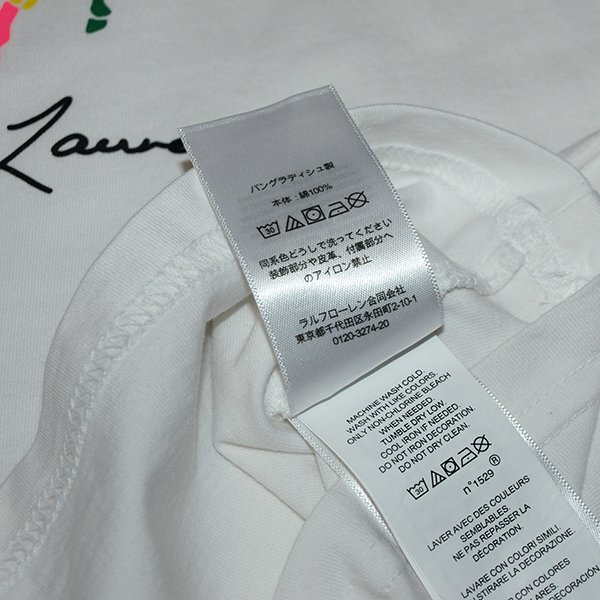 Laure
バングラディシュ製
本体:綿100%
30
同系色どうしで洗ってください
装飾部分や皮革、付属部分へ
のアイロン禁止
ラルフローレン合同会社
東京都千代田区永田町2-10-1
0120-3274-20
MACHINE WASH COLD
WASH WITH LIKE COLORS.
ONLY NON-CHLORINE BLEACH
WHEN NEEDED.
TUMBLE DRY LOW.
COOL IRON IF NEEDED
DO NOT IRON DECORATION
DO NOT DRY CLEAN.
30
n°1529®
LAVER AVEC DES COULEURS
SEMBLABLES.
NE PAS REPASSER LA
DÉCORATION.
LAVARE CON COLORI SIMILI.
STIRARE LA DECORAZIONE.
CON COLORES